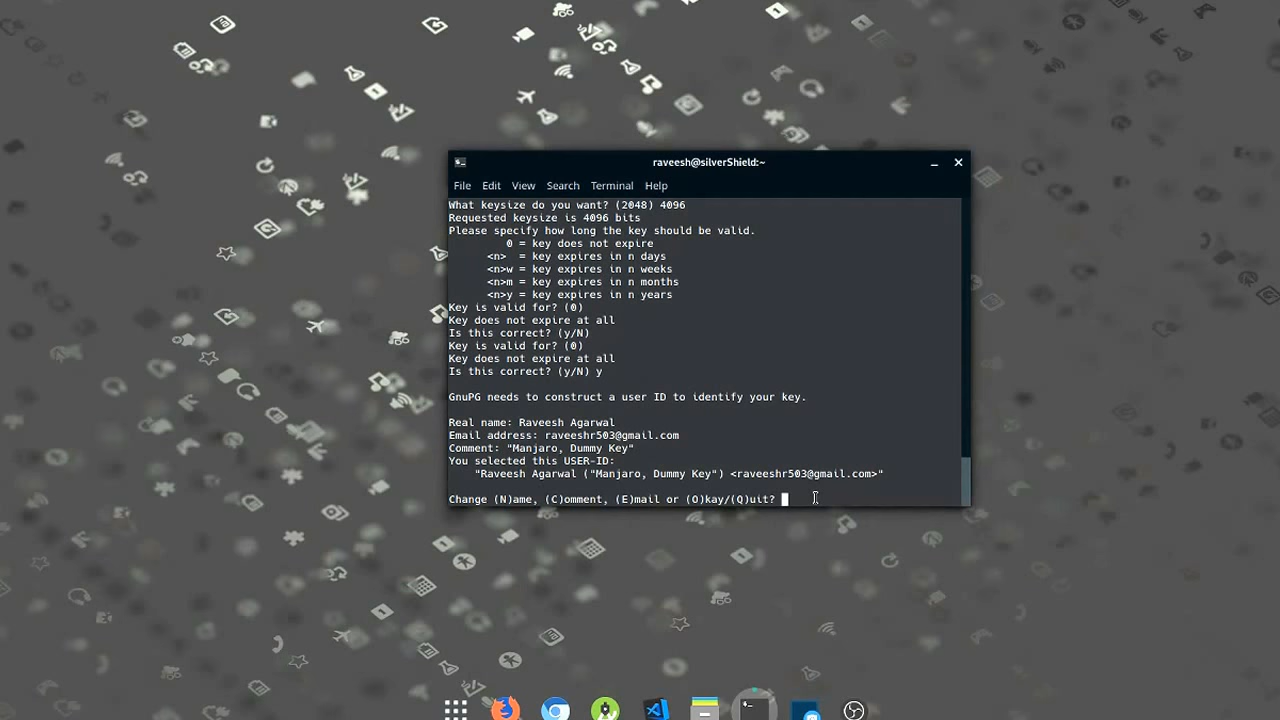 raveesh@silverShield:~
File Edit View Search Terminal Help
What keysize do you want? (2048) 4096
Requested keysize is 4096 bits
Please specify how long the key should be valid.
0 = key does not expire
<n> = key expires in n days
<n>w = key expires in n weeks
<n>m = key expires in n months
<n>y = key expires in n years
Key is valid for? (0)
Key does not expire at all
Is this correct? (y/N)
Key is valid for? (0)
Key does not expire at all
Is this correct? (y/N) y
GnuPG needs to construct a user ID to identify your key.
Real name: Raveesh Agarwal
Email address: raveeshr503@gmail.com
Comment: "Manjaro, Dummy Key"
You selected this USER-ID:
"Raveesh Agarwal ("Manjaro, Dummy Key") <raveeshr503@gmail.com>"
Change (N)ame, (C)omment, (E)mail or (O)kay/(Q)uit?